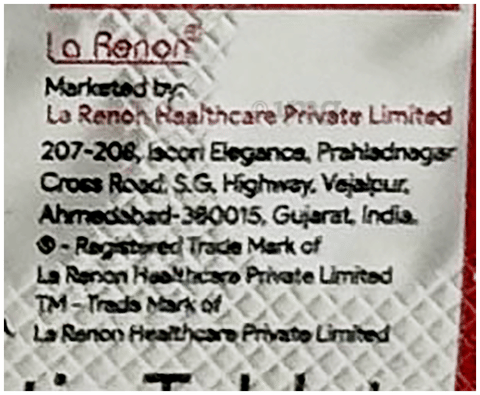 La Renon®
Marketed by:
La Renon Healthcare Private Limited
207-208, Iscon Elegance, Prahladnagar
Cross Road, S.G. Highway, Vejalpur,
Ahmedabad-380015, Gujarat, India.
® - Registered Trade Mark of
La Renon Healthcare Private Limited
TM - Trade Mark of
La Renon Healthcare Private Limited